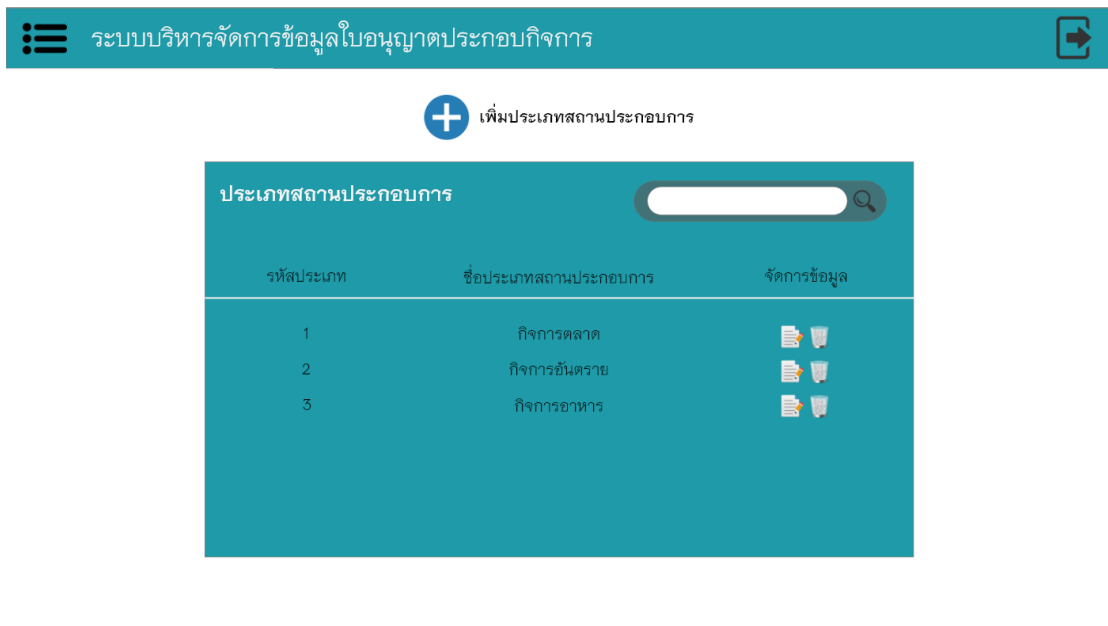 ระบบบริหารจัดการข้อมูลใบอนุญาตประกอบกิจการ
เพิ่มประเภทสถานประกอบการ
ประเภทสถานประกอบการ
รหัสประเภท ชื่อประเภทสถานประกอบการ จัดการข้อมูล
1 กิจการตลาด
2 กิจการอันตราย
3 กิจการอาหาร